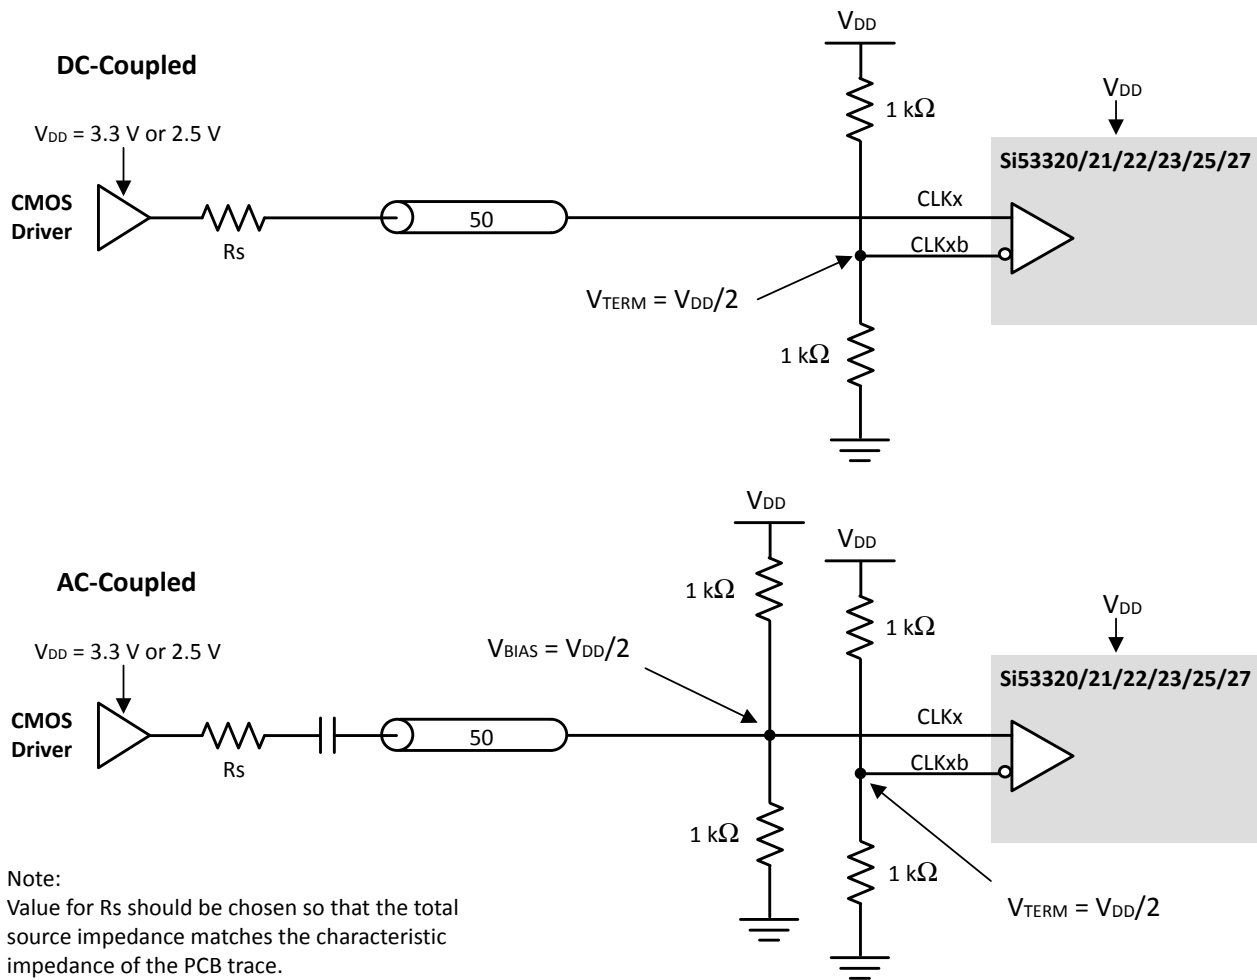 VDD
DC-Coupled
1 kΩ
VDD
VDD = 3.3 V or 2.5 V
Si53320/21/22/23/25/27
CMOS
Driver
Rs
50
CLKx
CLKxb
VTERM = VDD/2
1 kΩ
VDD
VDD
AC-Coupled
1 kΩ
VDD
1 kΩ
VDD = 3.3 V or 2.5 V
VBIAS = VDD/2
Si53320/21/22/23/25/27
CMOS
Driver
Rs
50
CLKx
CLKxb
1 kΩ
1 kΩ
VTERM = VDD/2
Note:
Value for Rs should be chosen so that the total
source impedance matches the characteristic
impedance of the PCB trace.